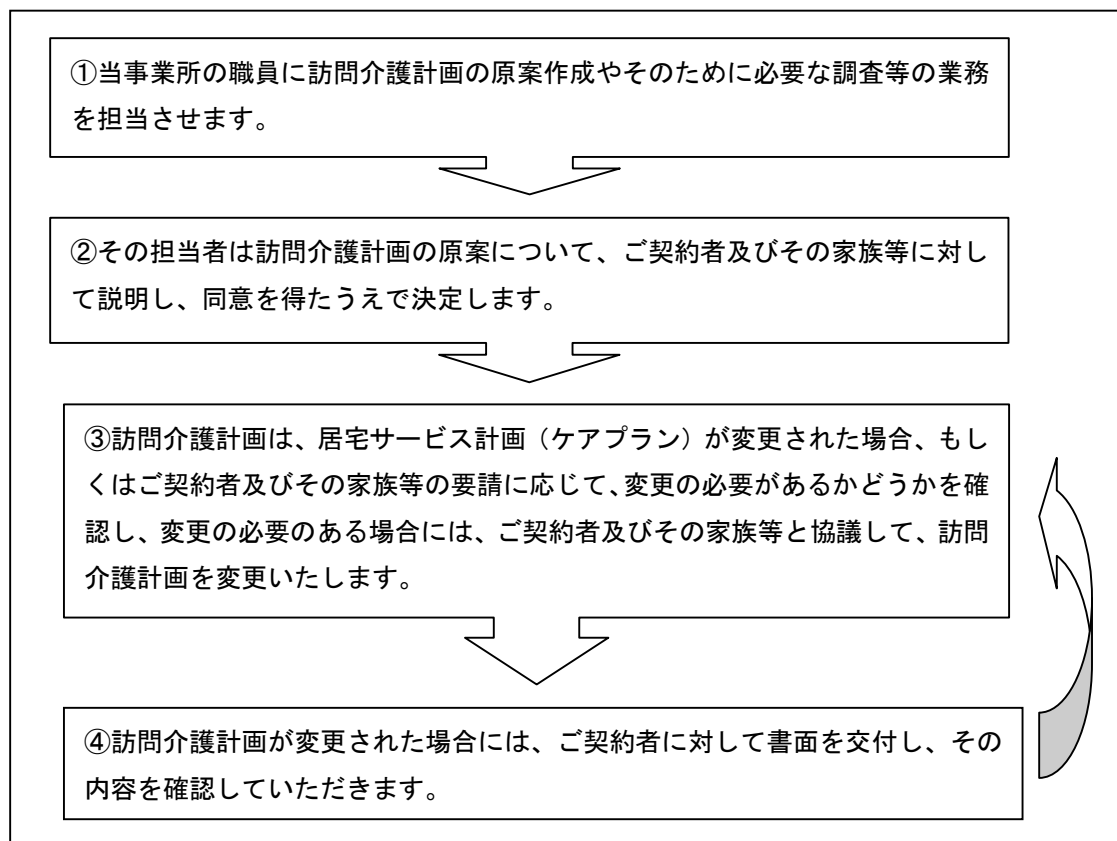 ①当事業所の職員に訪問介護計画の原案作成やそのために必要な調査等の業務
を担当させます。
②その担当者は訪問介護計画の原案について、ご契約者及びその家族等に対し
て説明し、同意を得たうえで決定します。
③訪問介護計画は、居宅サービス計画（ケアプラン）が変更された場合、もし
くはご契約者及びその家族等の要請に応じて、変更の必要があるかどうかを確
認し、変更の必要のある場合には、ご契約者及びその家族等と協議して、訪問
介護計画を変更いたします。
④訪問介護計画が変更された場合には、ご契約者に対して書面を交付し、その
内容を確認していただきます。